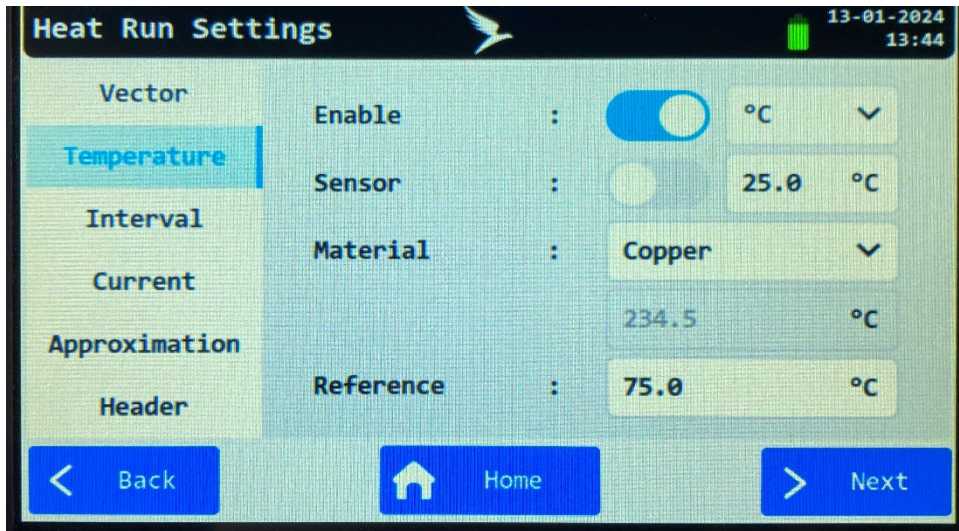 Heat Run Settings
13-01-2024
13:44
Vector
Temperature
Interval
Current
Approximation
Header
Enable : °C
Sensor : 25.0 °C
Material : Copper
234.5 °C
Reference : 75.0 °C
Back
Home
Next